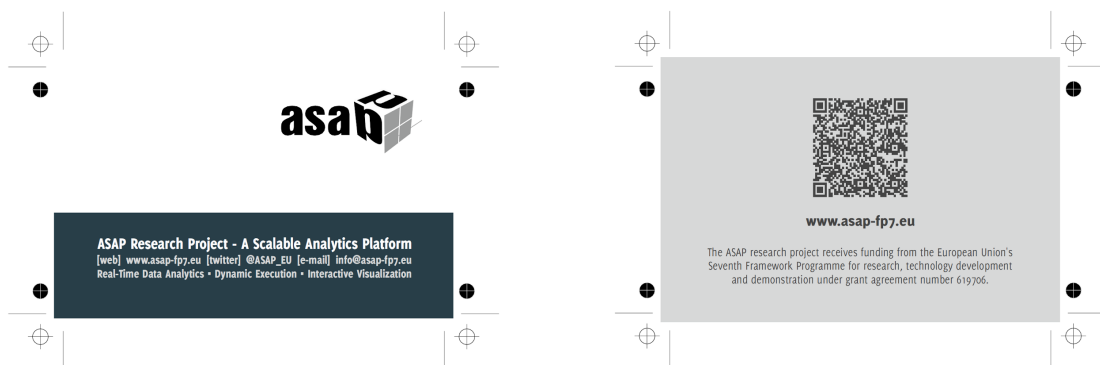 asap
ASAP Research Project - A Scalable Analytics Platform
[web] www.asap-fp7.eu [twitter] @ASAP_EU [e-mail] info@asap-fp7.eu
Real-Time Data Analytics • Dynamic Execution • Interactive Visualization
www.asap-fp7.eu
The ASAP research project receives funding from the European Union's
Seventh Framework Programme for research, technology development
and demonstration under grant agreement number 619706.